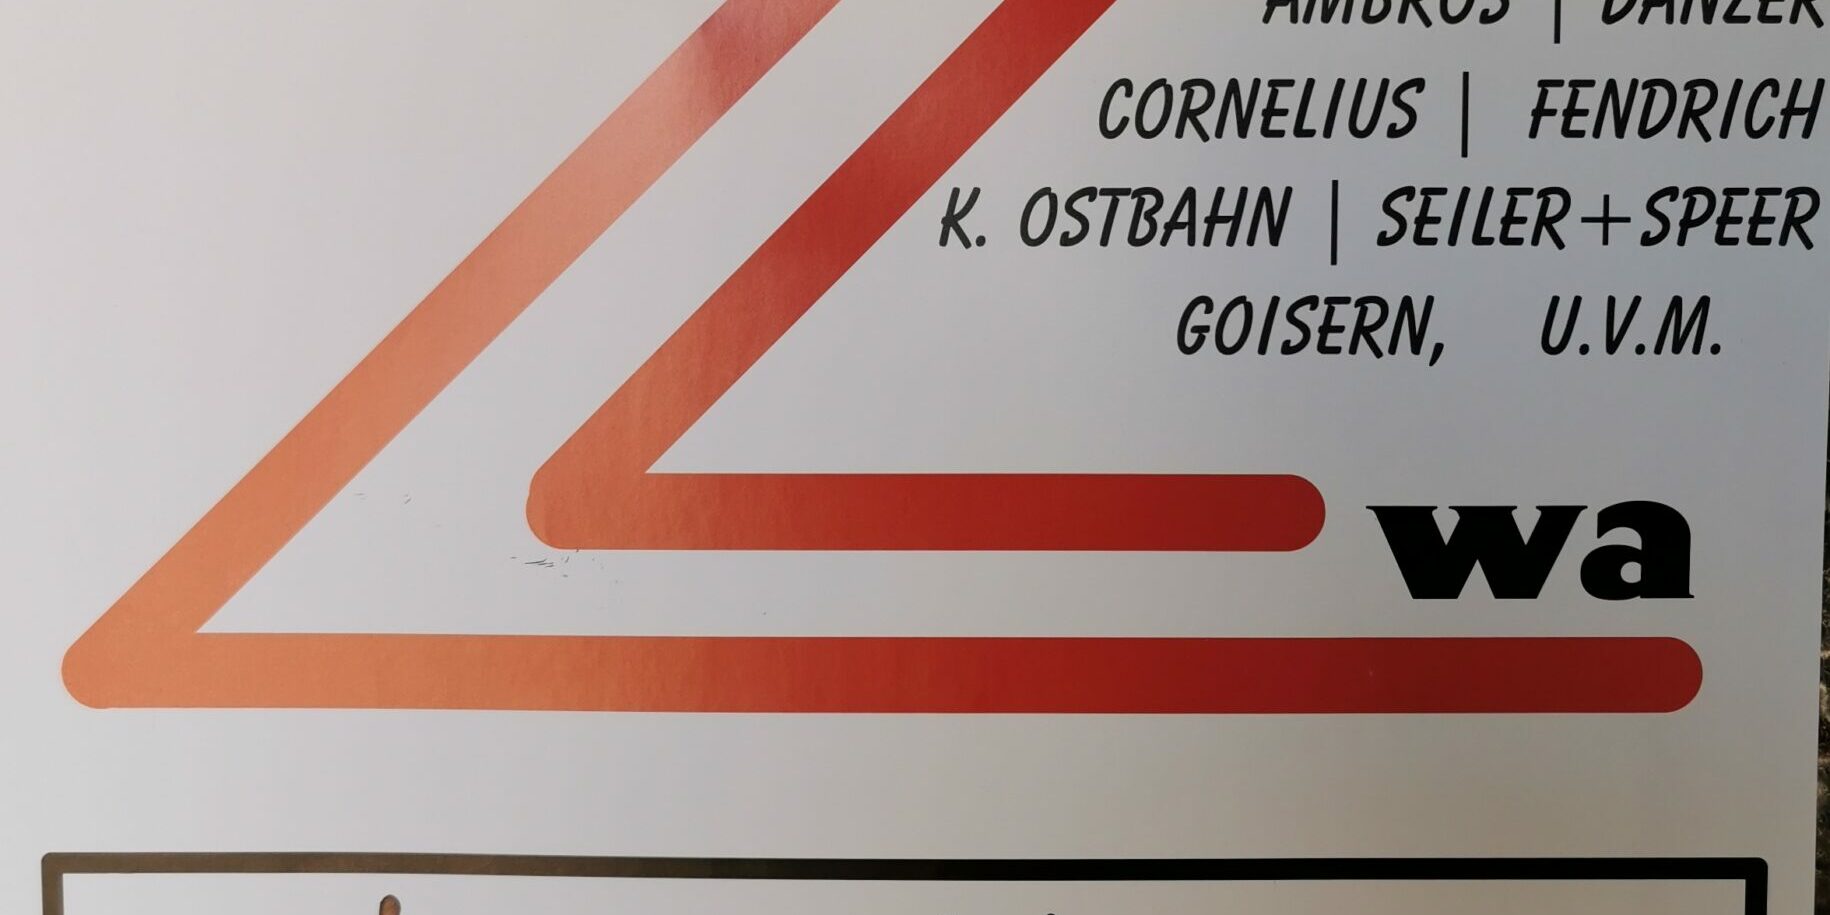 AMBROS | DANZER
CORNELIUS | FENDRICH
K. OSTBAHN | SEILER+SPEER
GOISERN, U.V.M.
wa